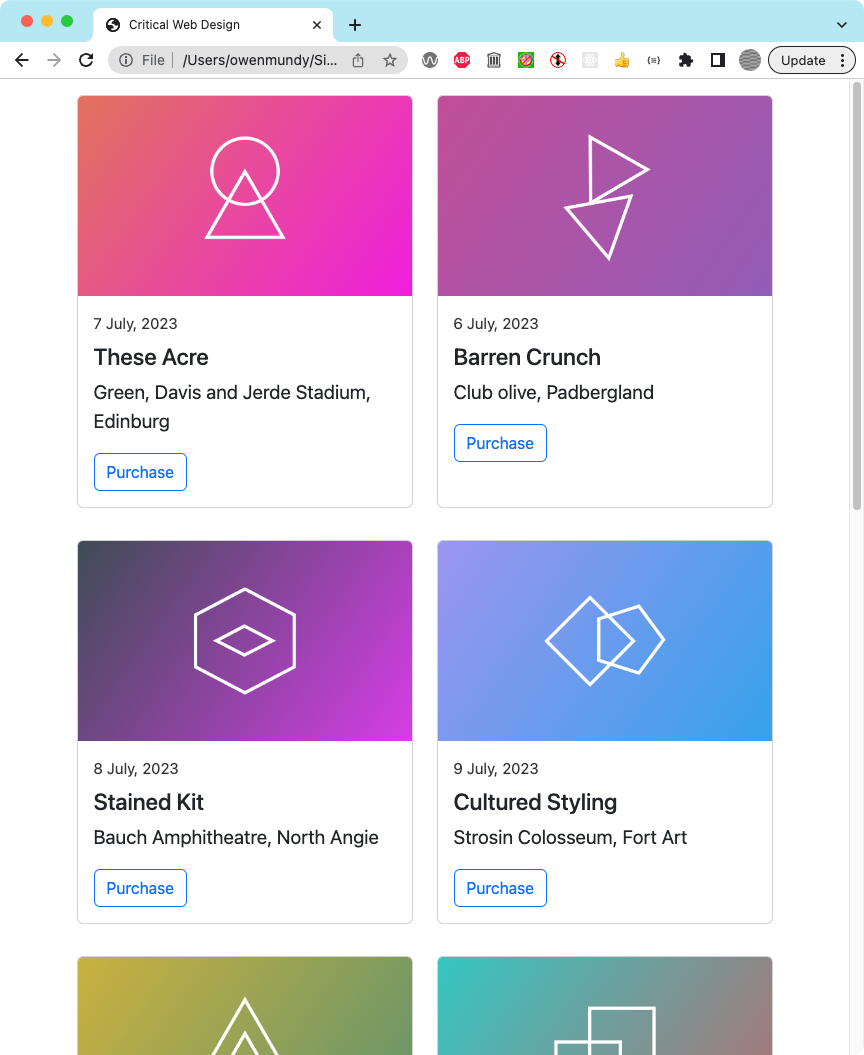 Critical Web Design
File
/Users/owenmundy/Si...
ABP
Update
7 July, 2023
These Acre
Green, Davis and Jerde Stadium,
Edinburg
Purchase
6 July, 2023
Barren Crunch
Club olive, Padbergland
Purchase
8 July, 2023
Stained Kit
Bauch Amphitheatre, North Angie
Purchase
9 July, 2023
Cultured Styling
Strosin Colosseum, Fort Art
Purchase